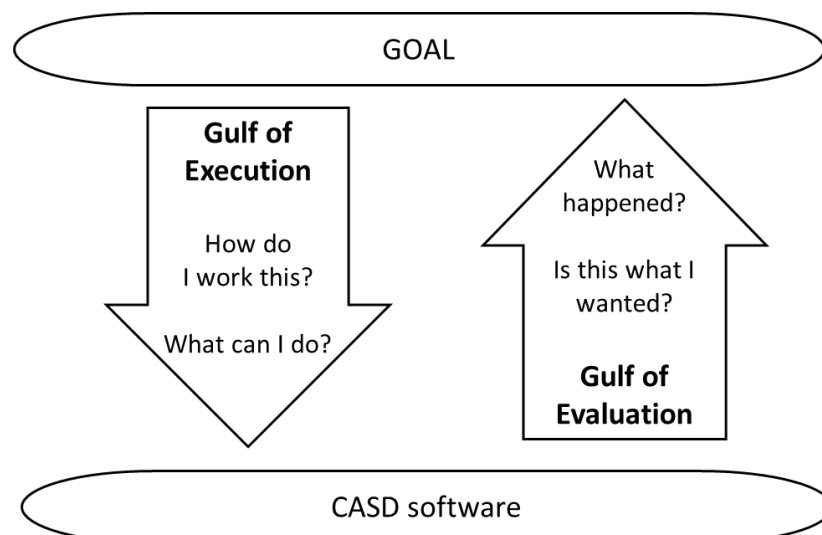 GOAL
Gulf of
Execution
How do
I work this?
What can I do?
What
happened?
Is this what I
wanted?
Gulf of
Evaluation
CASD software